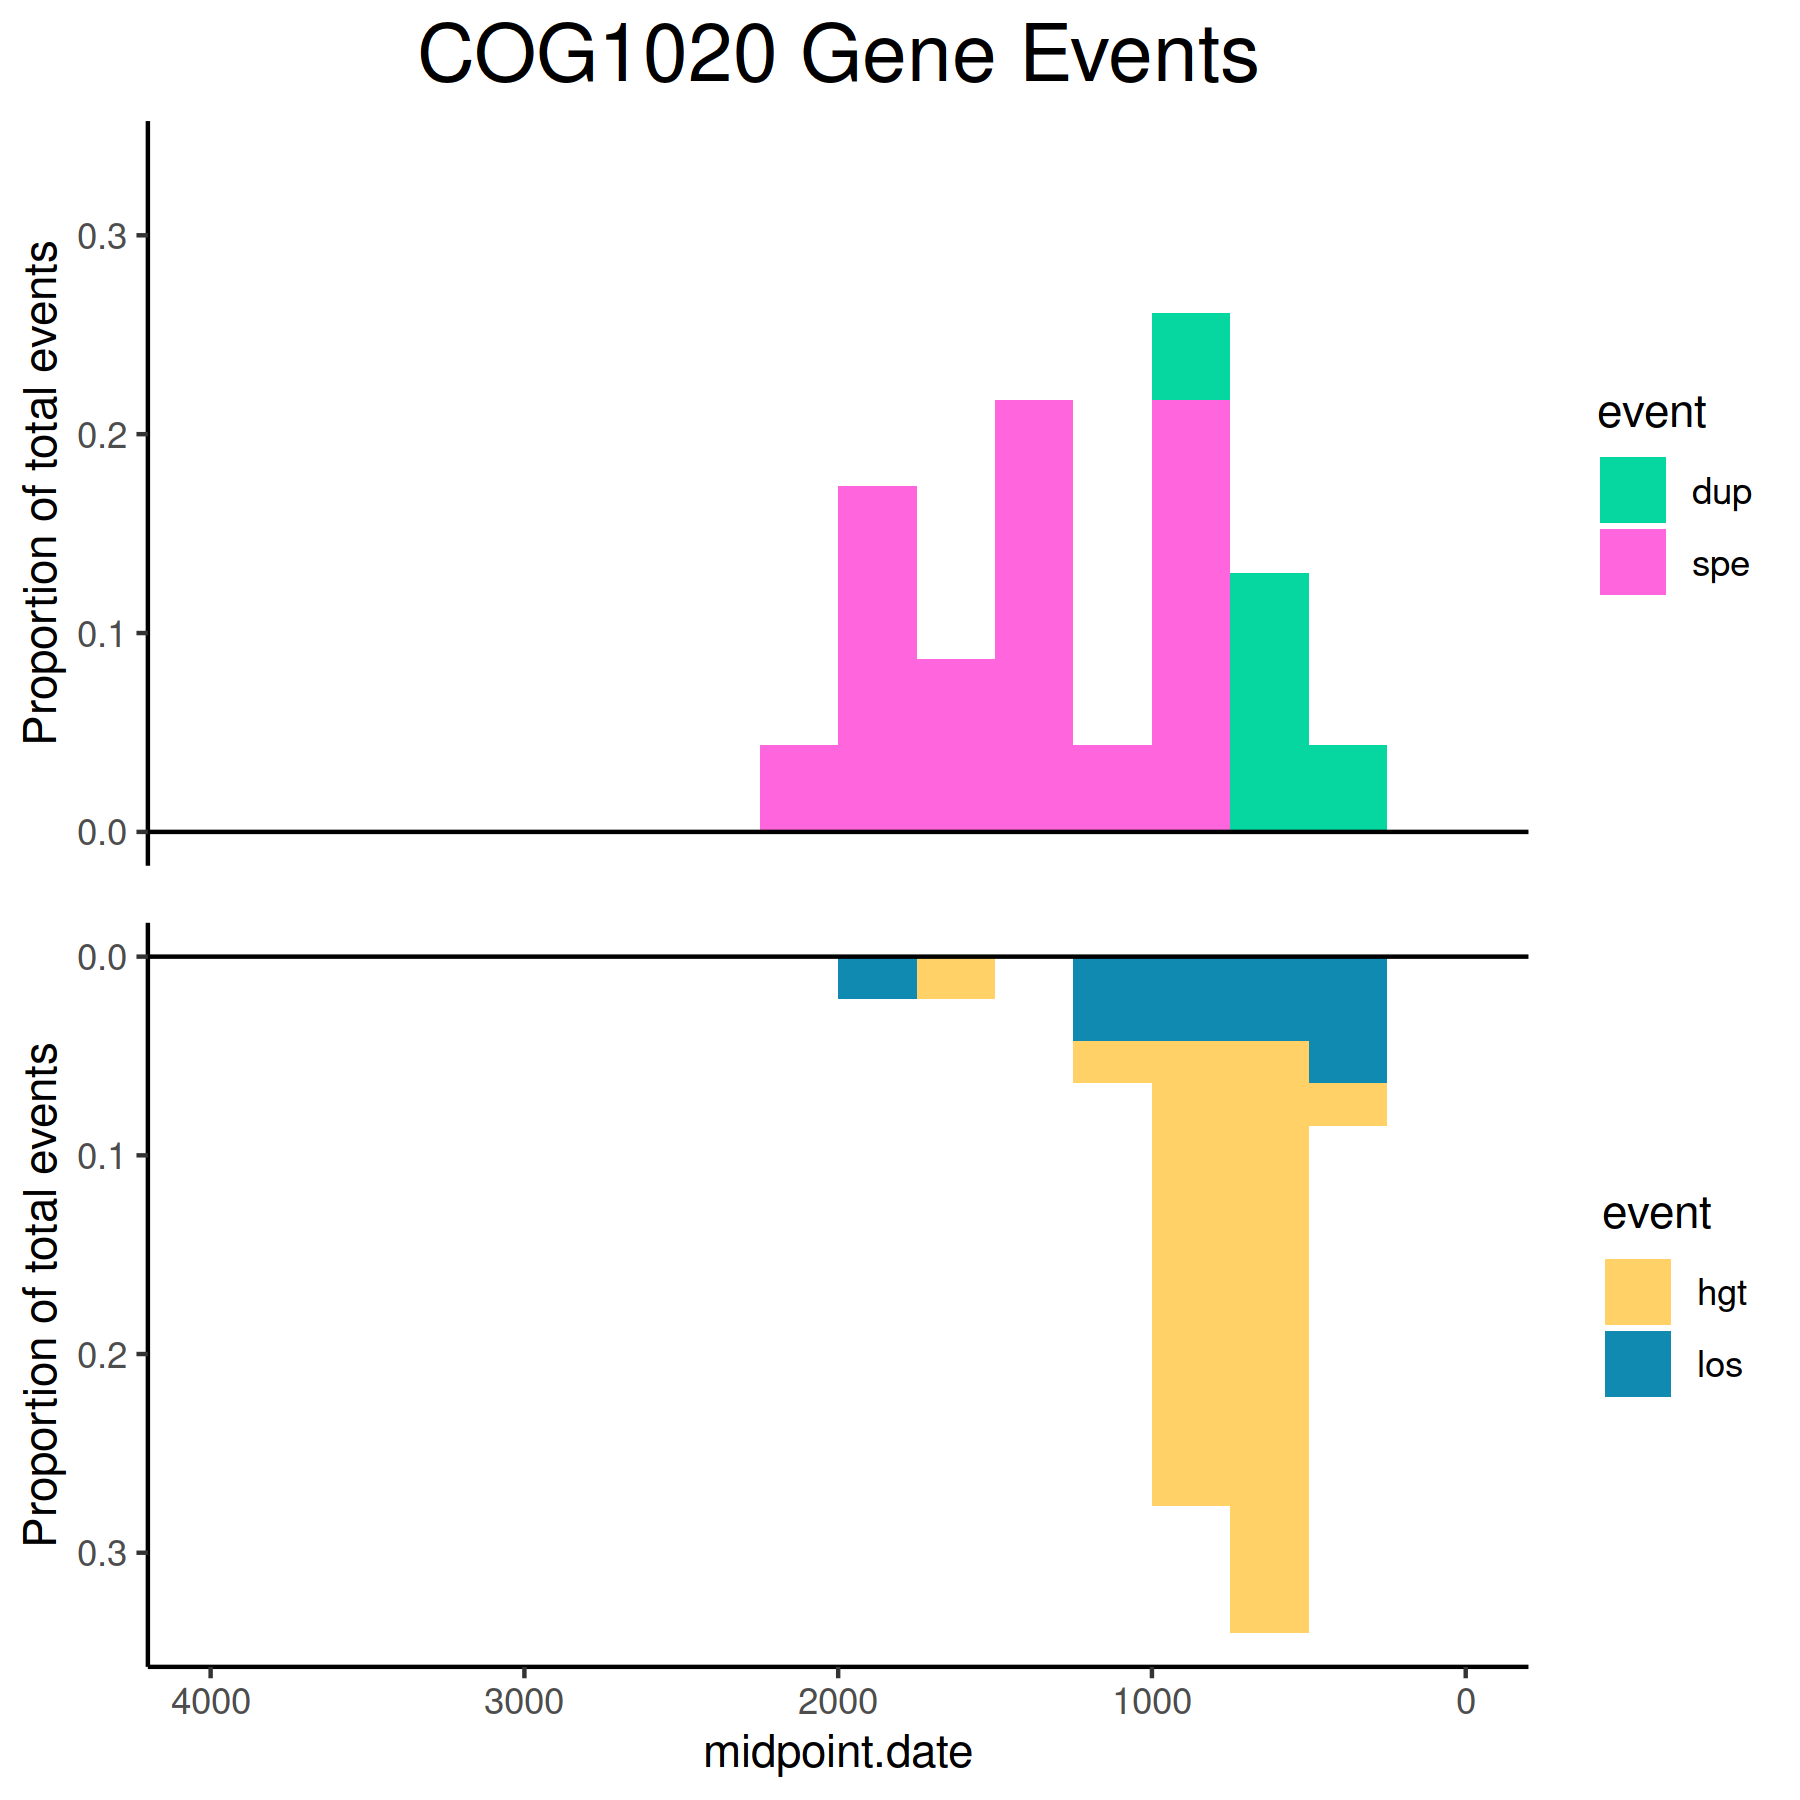 COG1020 Gene Events
Proportion of total events
0.3
0.2
0.1
0.0
event
dup
spe
Proportion of total events
0.0
0.1
0.2
0.3
event
hgt
los
4000 3000 2000 1000 0
midpoint.date